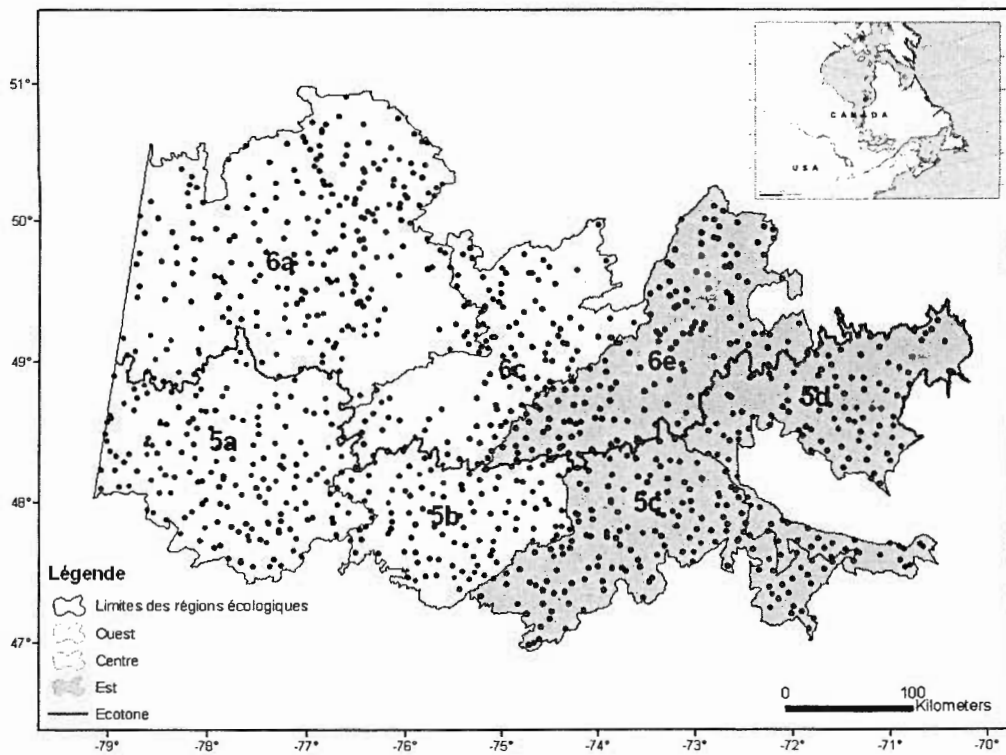 51°
50°
49°
48°
47°
CANADA
USA
6a
6c
6e
5d
5a
5b
5c
Légende
Limites des régions écologiques
Ouest
Centre
Est
Ecotone
0 100
Kilometers
-79° -78° -77° -76° -75° -74° -73° -72° -71° -70°